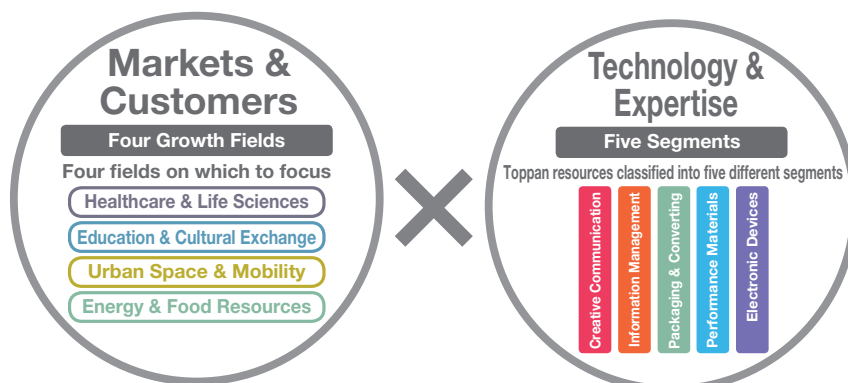 Markets &
Customers
Four Growth Fields
Four fields on which to focus
Healthcare & Life Sciences
Education & Cultural Exchange
Urban Space & Mobility
Energy & Food Resources
Technology &
Expertise
Five Segments
Toppan resources classified into five different segments
Creative Communication
Information Management
Packaging & Converting
Performance Materials
Electronic Devices